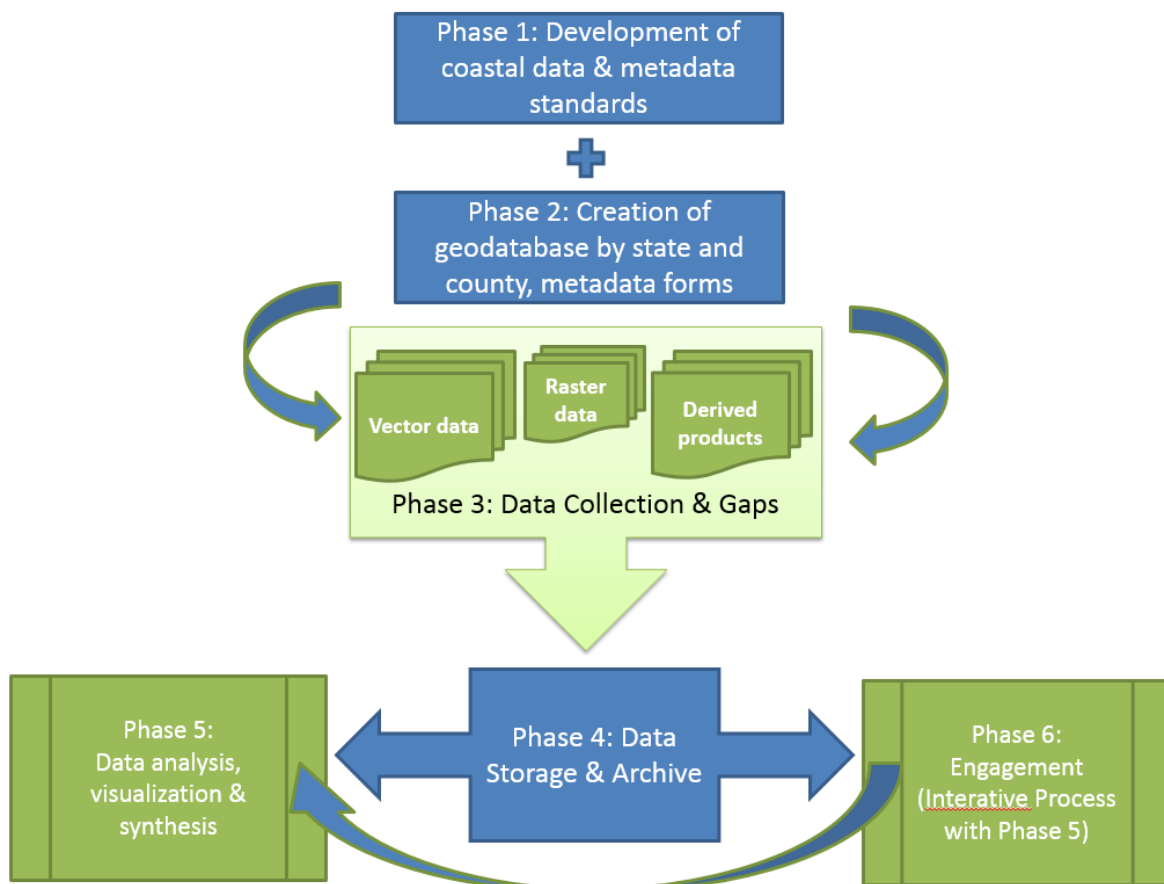 Phase 1: Development of
coastal data & metadata
standards
Phase 2: Creation of
geodatabase by state and
county, metadata forms
Vector data
Raster
data
Derived
products
Phase 3: Data Collection & Gaps
Phase 5:
Data analysis,
visualization &
synthesis
Phase 4: Data
Storage & Archive
Phase 6:
Engagement
(Interative Process
with Phase 5)